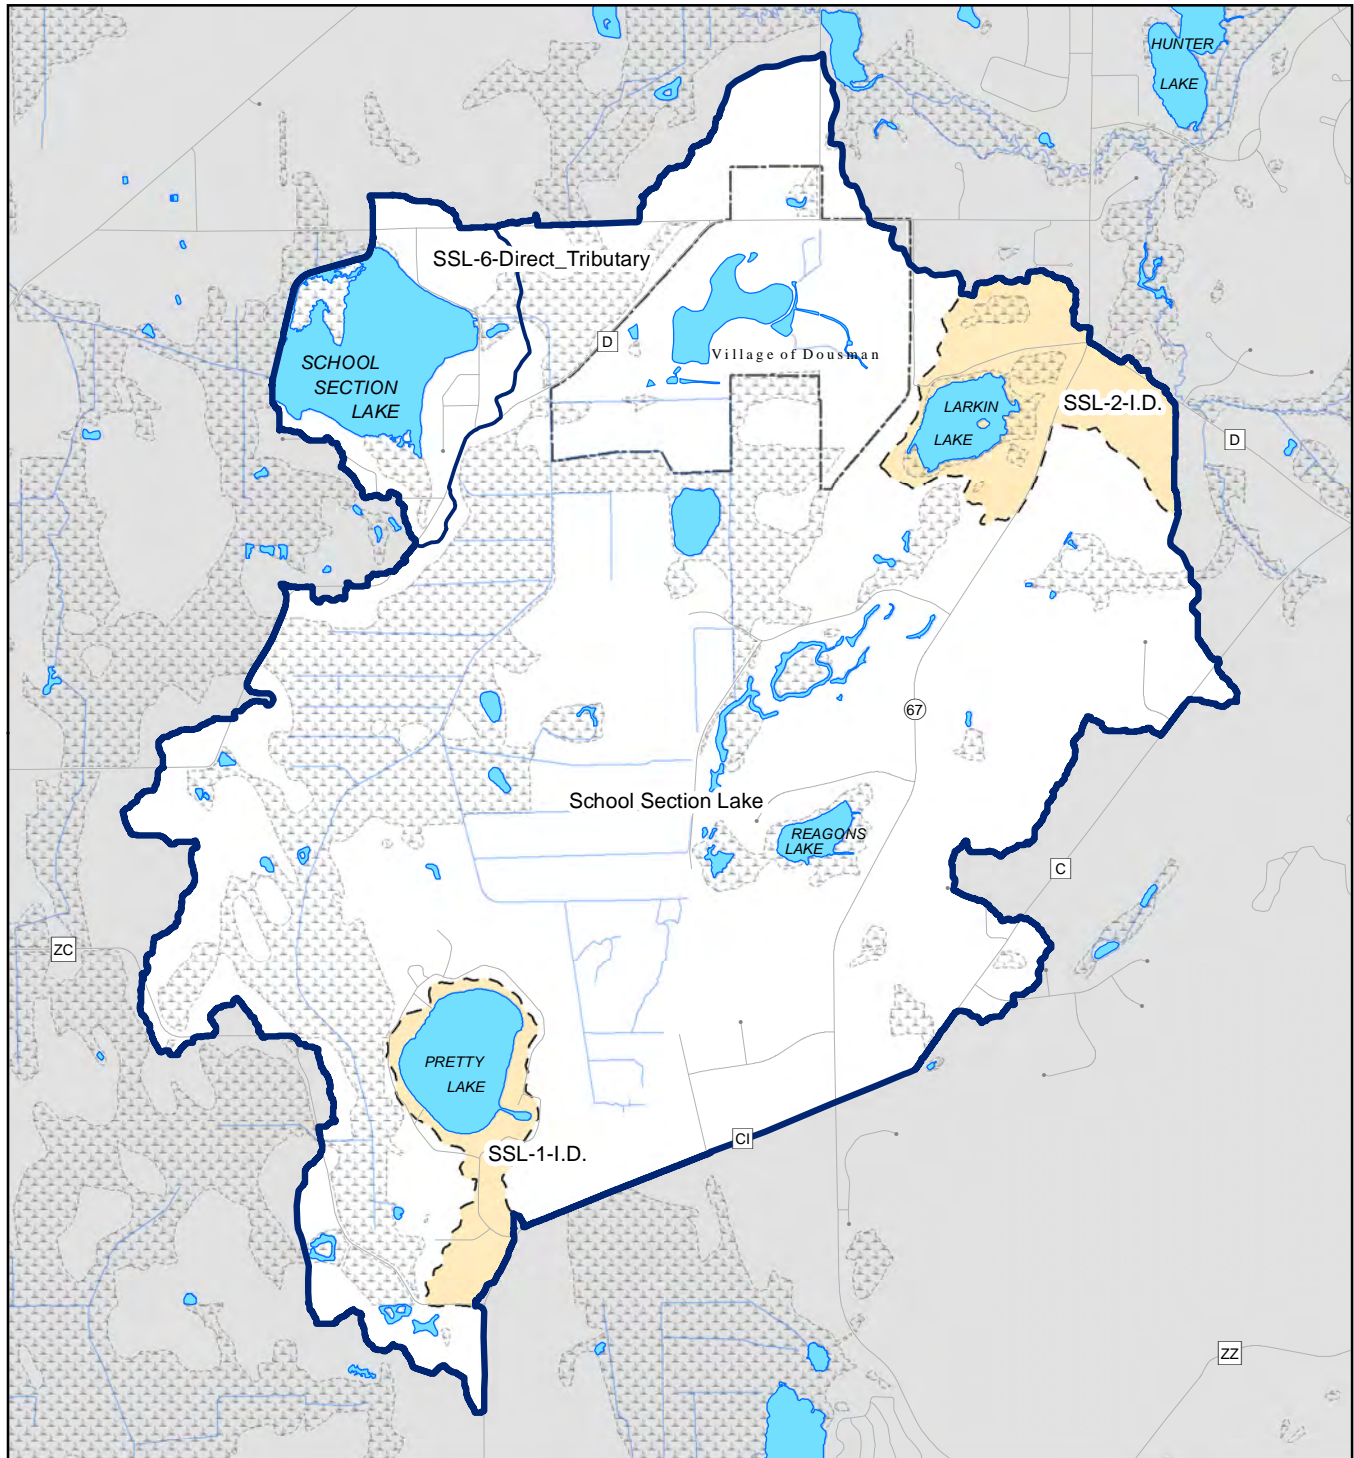 HUNTER
LAKE
SSL-6-Direct_Tributary
D
Village of Dousman
SCHOOL
SECTION
LAKE
LARKIN
LAKE
SSL-2-I.D.
D
67
School Section Lake
REAGONS
LAKE
C
ZC
PRETTY
LAKE
CI
SSL-1-I.D.
ZZ